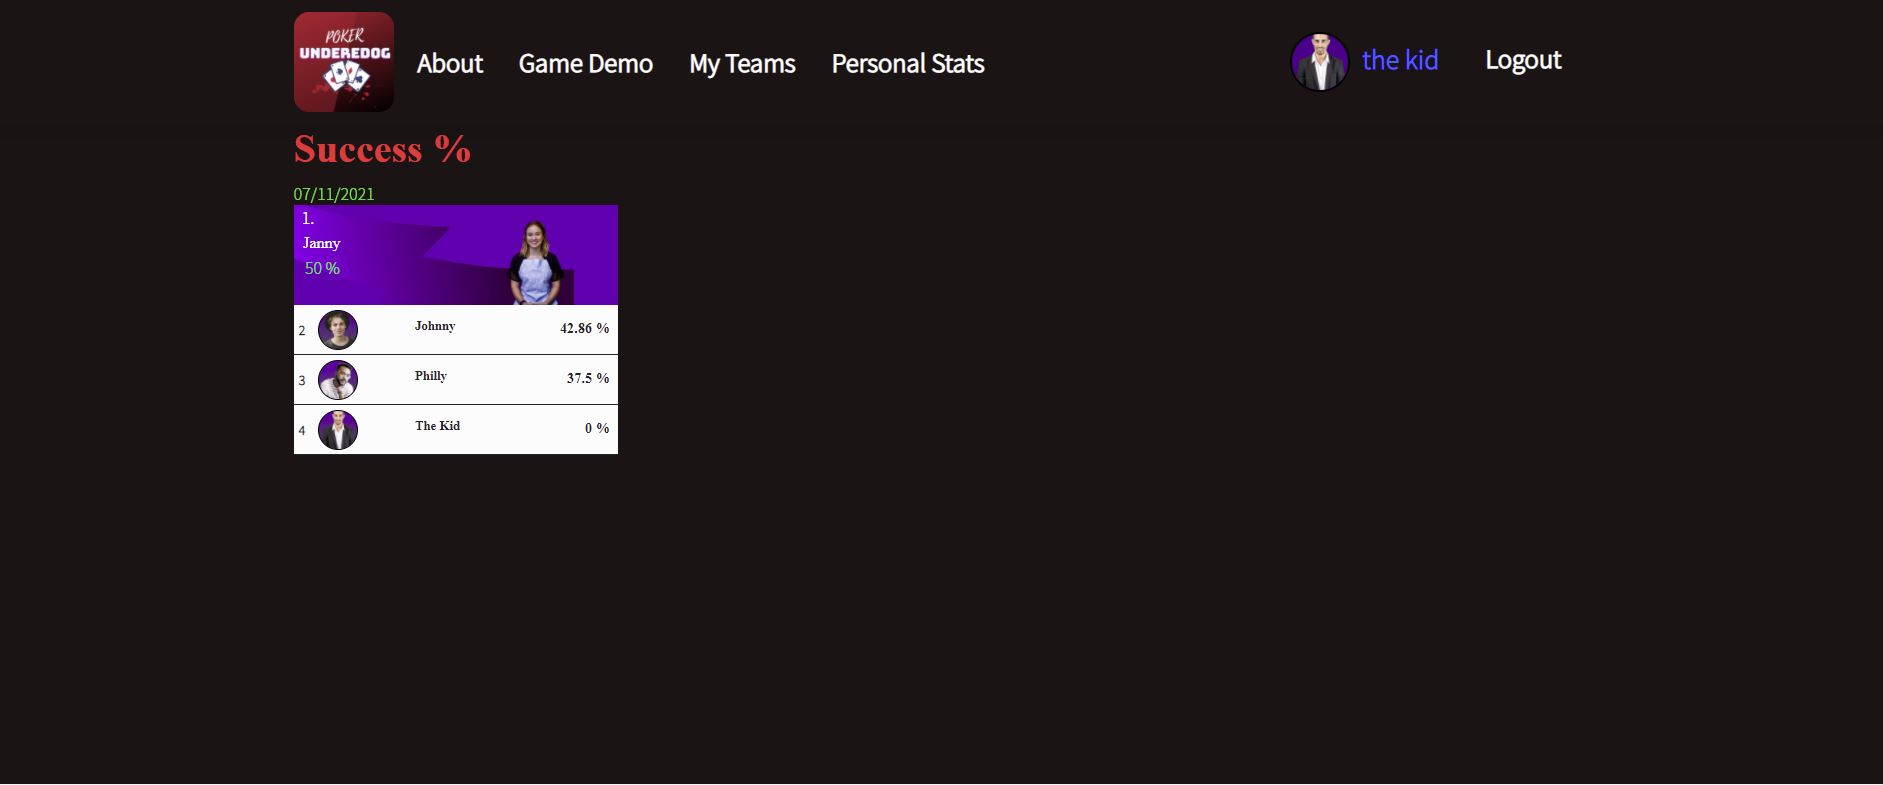 POKER
UNDEREDOG
About
Game Demo
My Teams
Personal Stats
the kid
Logout
Success %
07/11/2021
1.
Janny
50 %
2 Johnny 42.86 %
3 Philly 37.5 %
4 The Kid 0 %